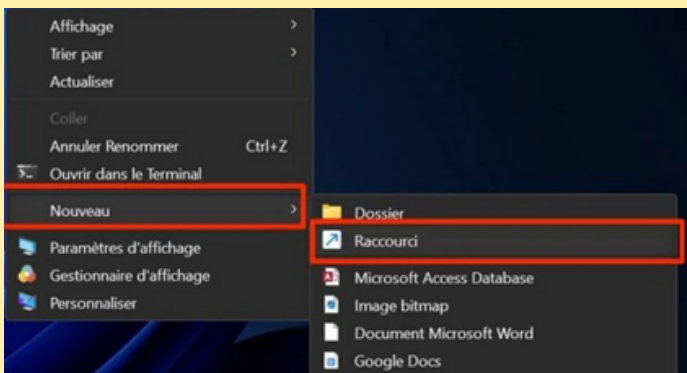 Affichage
Trier par
Actualiser
Coller
Annuler Renommer Ctrl+Z
Ouvrir dans le Terminal
Nouveau
Paramètres d'affichage
Gestionnaire d'affichage
Personnaliser
Dossier
Raccourci
Microsoft Access Database
Image bitmap
Document Microsoft Word
Google Docs